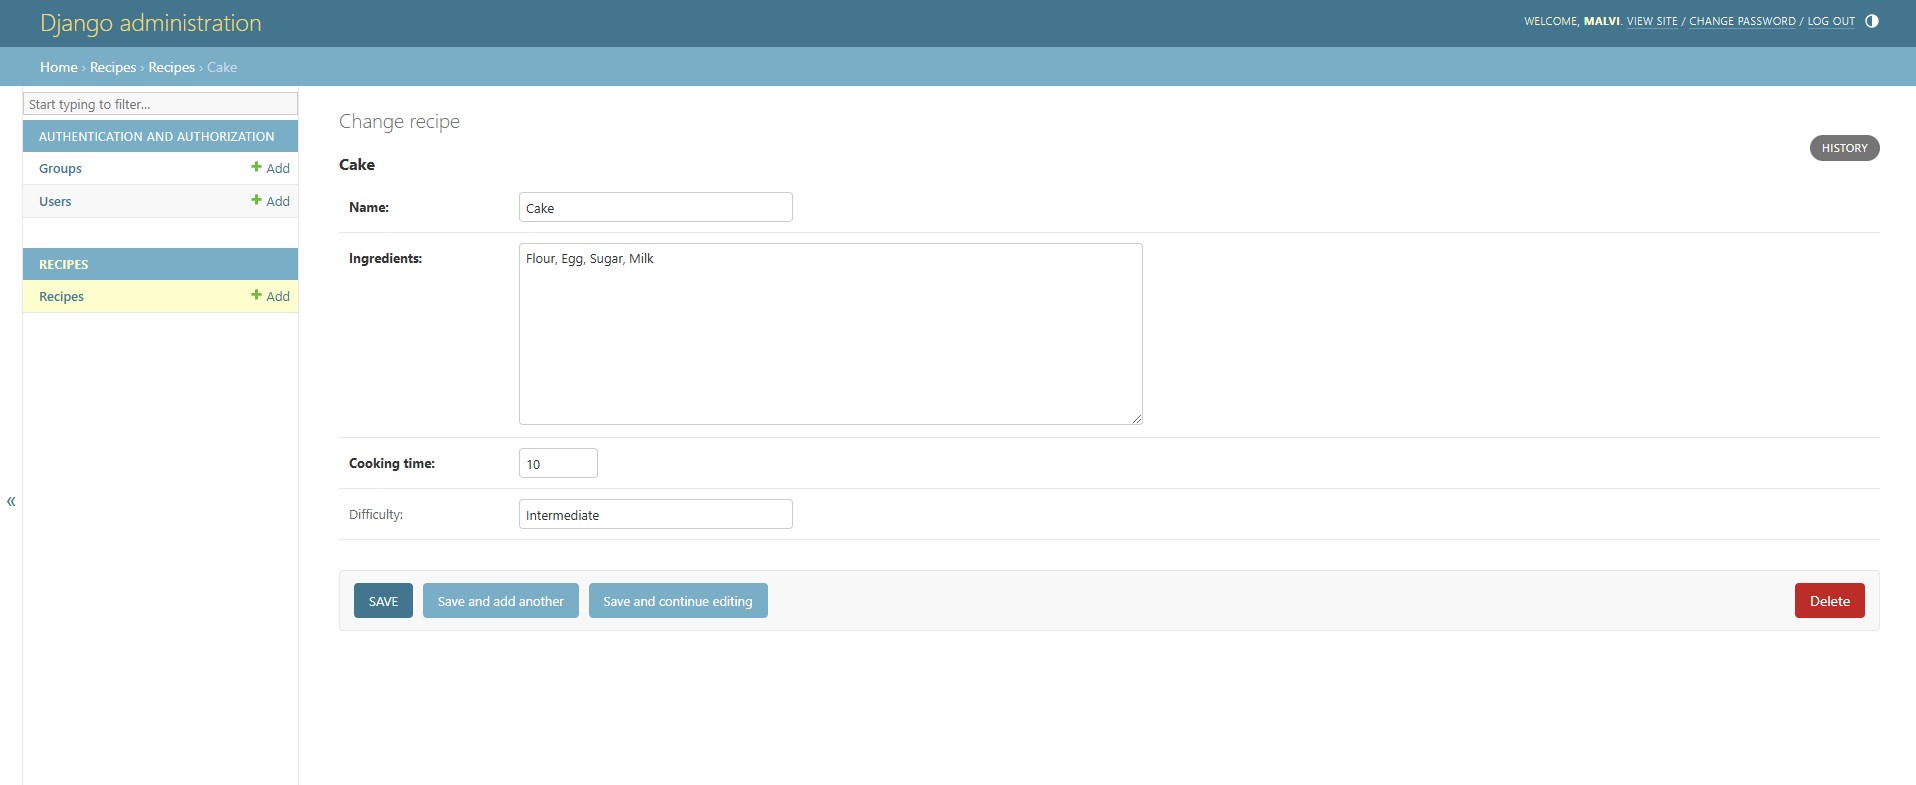 Django administration
WELCOME, MALVI. VIEW SITE / CHANGE PASSWORD / LOG OUT
Home › Recipes › Recipes › Cake
Start typing to filter...
AUTHENTICATION AND AUTHORIZATION
Groups + Add
Users + Add
RECIPES
Recipes + Add
«
Change recipe
HISTORY
Cake
Name: Cake
Ingredients: Flour, Egg, Sugar, Milk
Cooking time: 10
Difficulty: Intermediate
SAVE Save and add another Save and continue editing Delete